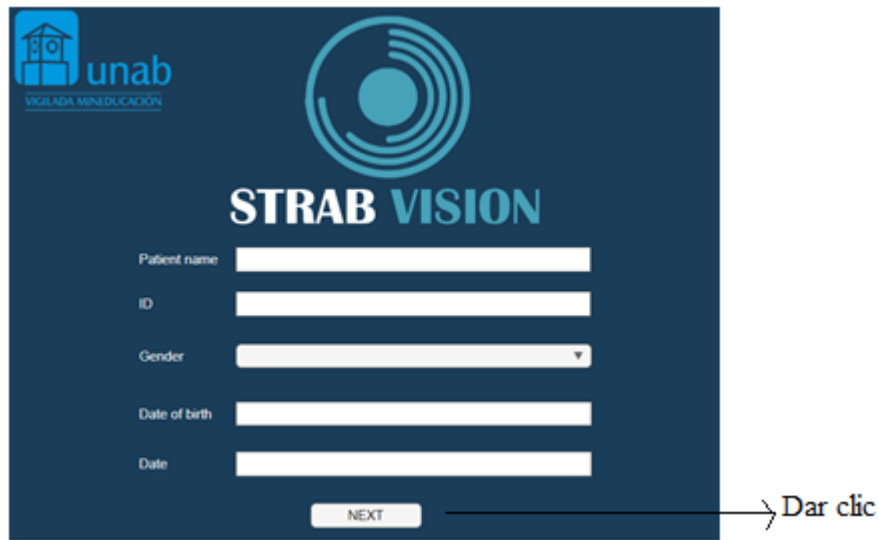 unab
VIGILADA MINEDUCACIÓN
STRAB VISION
Patient name
ID
Gender
Date of birth
Date
NEXT
Dar clic